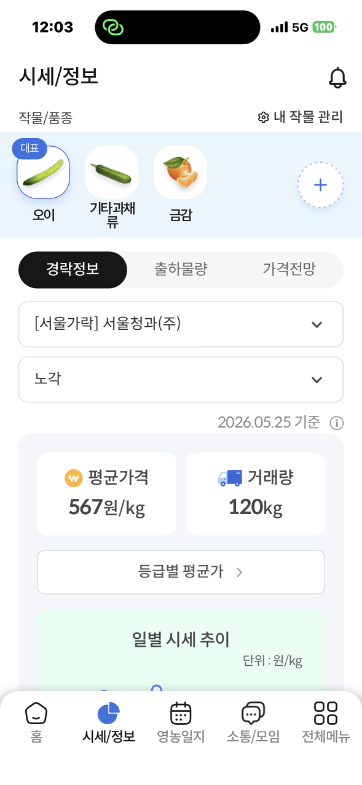 12:03
5G 100
시세/정보
작물/품종
내 작물 관리
대표
오이
기타과채
류
금감
경락정보
출하물량
가격전망
[서울가락] 서울청과(주)
노각
2026.05.25 기준
평균가격
567원/kg
거래량
120kg
등급별 평균가
일별 시세 추이
단위 : 원/kg
홈
시세/정보
영농일지
소통/모임
전체메뉴